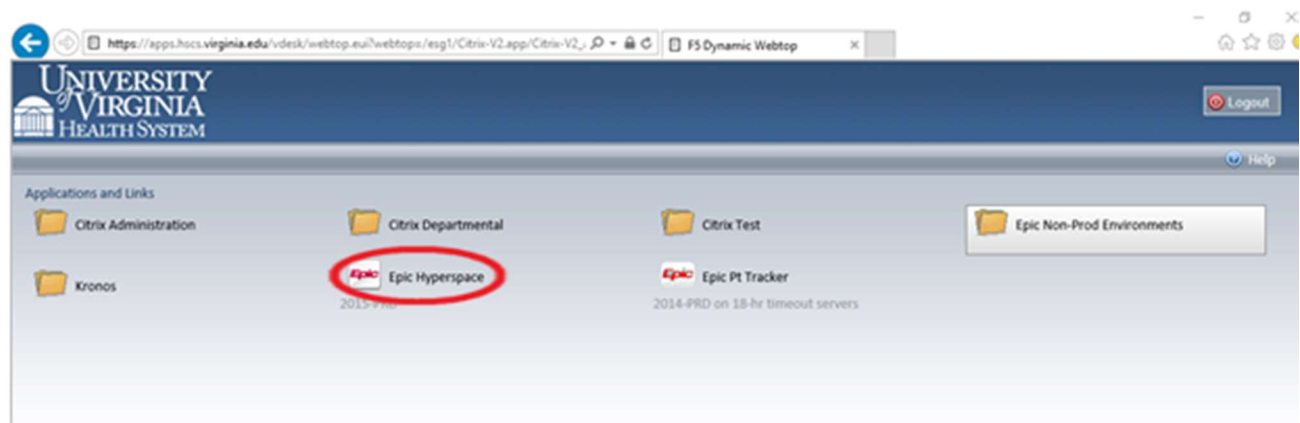 https://apps.hscs.virginia.edu/vdesk/webtop.eui?webtop=/esg1/Citrix-V2.app/Citrix-V2_ F5 Dynamic Webtop
UNIVERSITY
of VIRGINIA
HEALTH SYSTEM
Logout
Help
Applications and Links
Citrix Administration
Citrix Departmental
Citrix Test
Epic Non-Prod Environments
Kronos
Epic Epic Hyperspace
2015-PRD
Epic Epic Pt Tracker
2014-PRD on 18-hr timeout servers